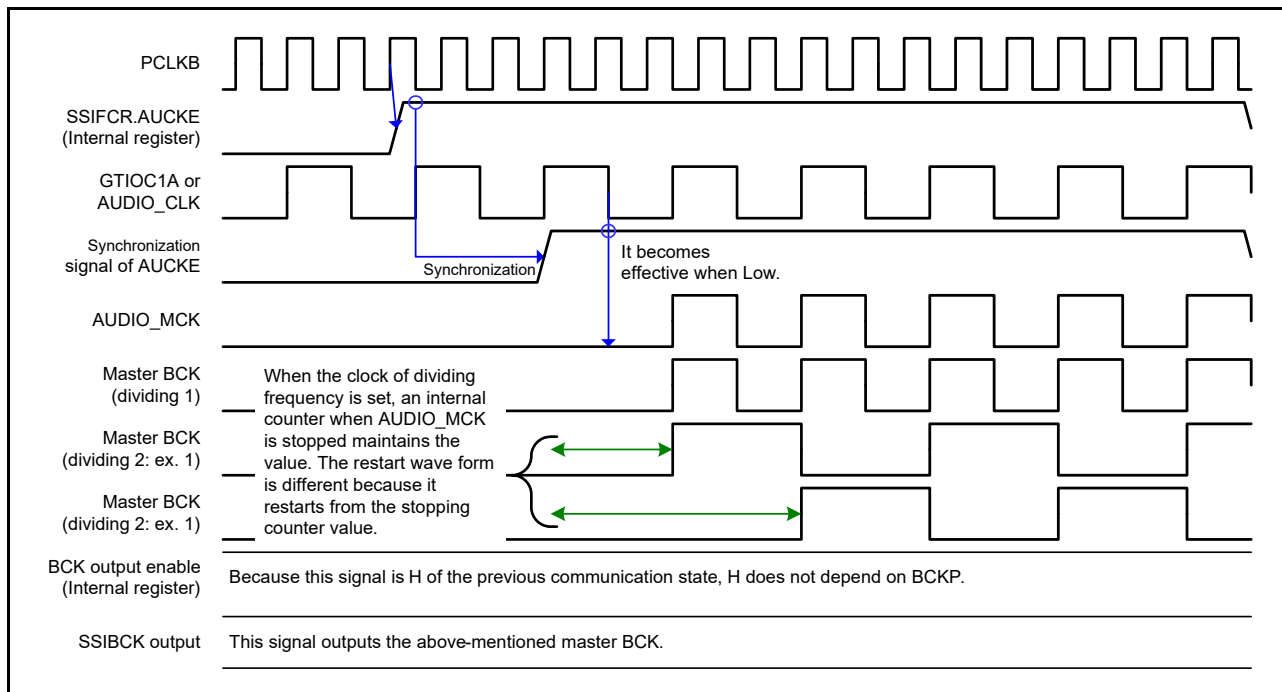 PCLKB
SSIFCR.AUCKE
(Internal register)
GTIOC1A or
AUDIO_CLK
Synchronization
signal of AUCKE
Synchronization
It becomes
effective when Low.
AUDIO_MCK
Master BCK
(dividing 1)
When the clock of dividing
frequency is set, an internal
counter when AUDIO_MCK
is stopped maintains the
value. The restart wave form
is different because it
restarts from the stopping
counter value.
Master BCK
(dividing 2: ex. 1)
Master BCK
(dividing 2: ex. 1)
BCK output enable
(Internal register)
Because this signal is H of the previous communication state, H does not depend on BCKP.
SSIBCK output
This signal outputs the above-mentioned master BCK.